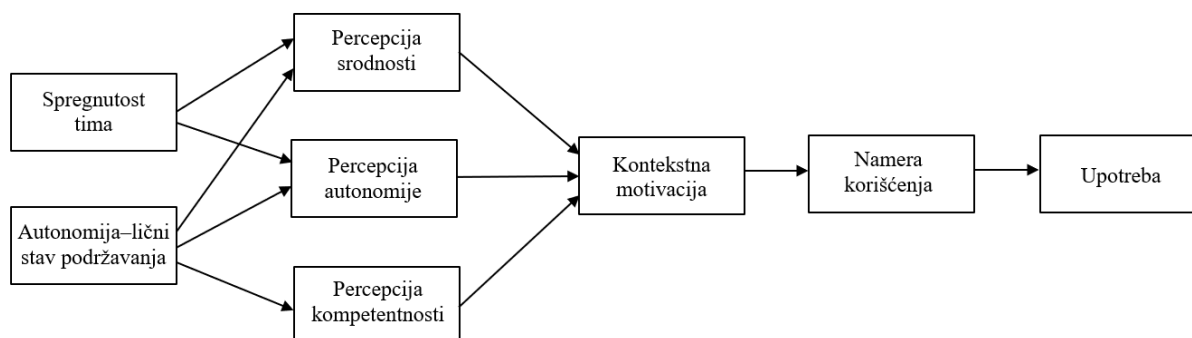 Spregnutost
tima
Autonomija–lični
stav podržavanja
Percepcija
srodnosti
Percepcija
autonomije
Percepcija
kompetentnosti
Kontekstna
motivacija
Namera
korišćenja
Upotreba